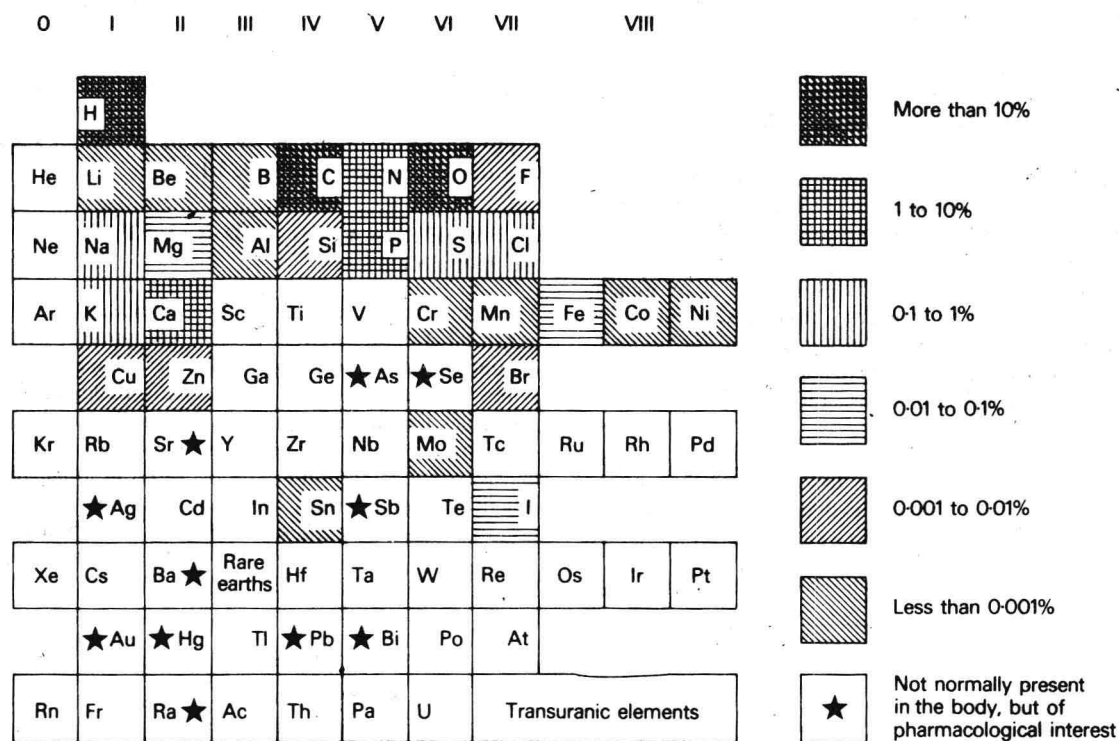 O I II III IV V VI VII VIII
H
More than 10%
He Li Be B C N O F
1 to 10%
Ne Na Mg Al Si P S Cl
Ar K Ca Sc Ti V Cr Mn Fe Co Ni
0·1 to 1%
Cu Zn Ga Ge ★ As ★ Se Br
0·01 to 0·1%
Kr Rb Sr ★ Y Zr Nb Mo Tc Ru Rh Pd
★ Ag Cd In Sn ★ Sb Te I
0·001 to 0·01%
Xe Cs Ba ★ Rare earths Hf Ta W Re Os Ir Pt
Less than 0·001%
★ Au ★ Hg Tl ★ Pb ★ Bi Po At
Rn Fr Ra ★ Ac Th Pa U Transuranic elements
★ Not normally present
in the body, but of
pharmacological interest